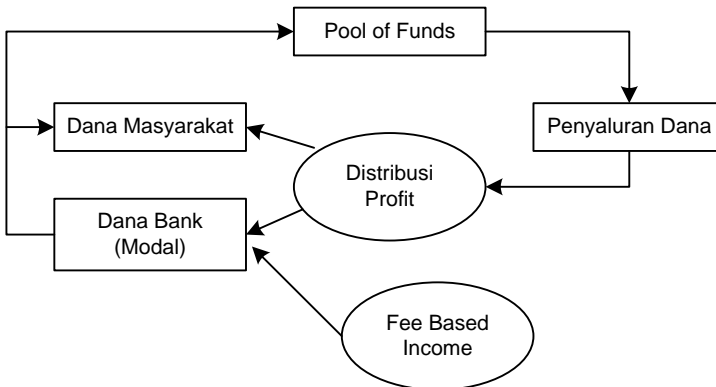 Pool of Funds
Dana Masyarakat
Penyaluran Dana
Distribusi
Profit
Dana Bank
(Modal)
Fee Based
Income